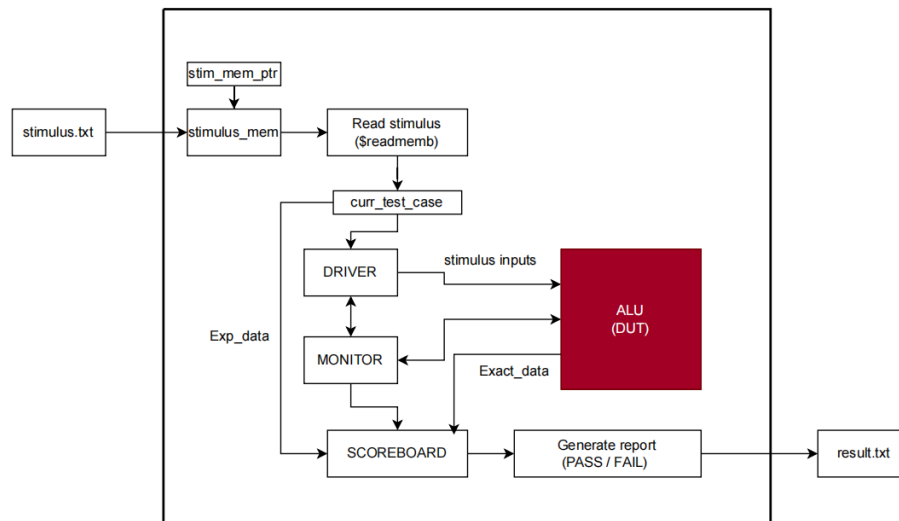 stim_mem_ptr
stimulus.txt
stimulus_mem
Read stimulus
($readmemb)
curr_test_case
DRIVER
stimulus inputs
ALU
(DUT)
Exp_data
MONITOR
Exact_data
SCOREBOARD
Generate report
(PASS / FAIL)
result.txt